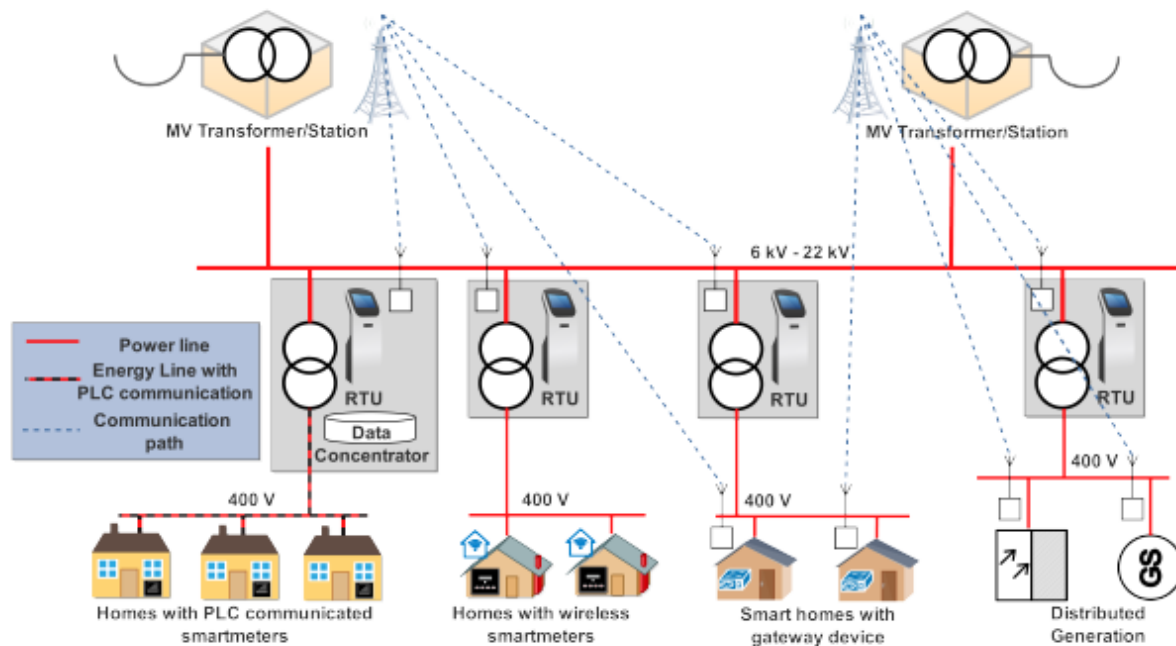 MV Transformer/Station
MV Transformer/Station
6 kV - 22 kV
RTU
RTU
RTU
RTU
Data
Concentrator
Power line
Energy Line with
PLC communication
Communication
path
400 V
400 V
400 V
400 V
GS
Homes with PLC communicated
smartmeters
Homes with wireless
smartmeters
Smart homes with
gateway device
Distributed
Generation